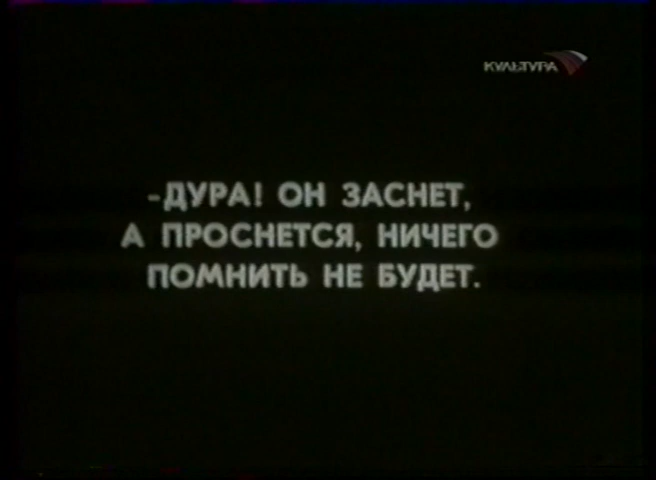 КУЛЬТУРА
-ДУРА! ОН ЗАСНЕТ,
А ПРОСНЕТСЯ, НИЧЕГО
ПОМНИТЬ НЕ БУДЕТ.